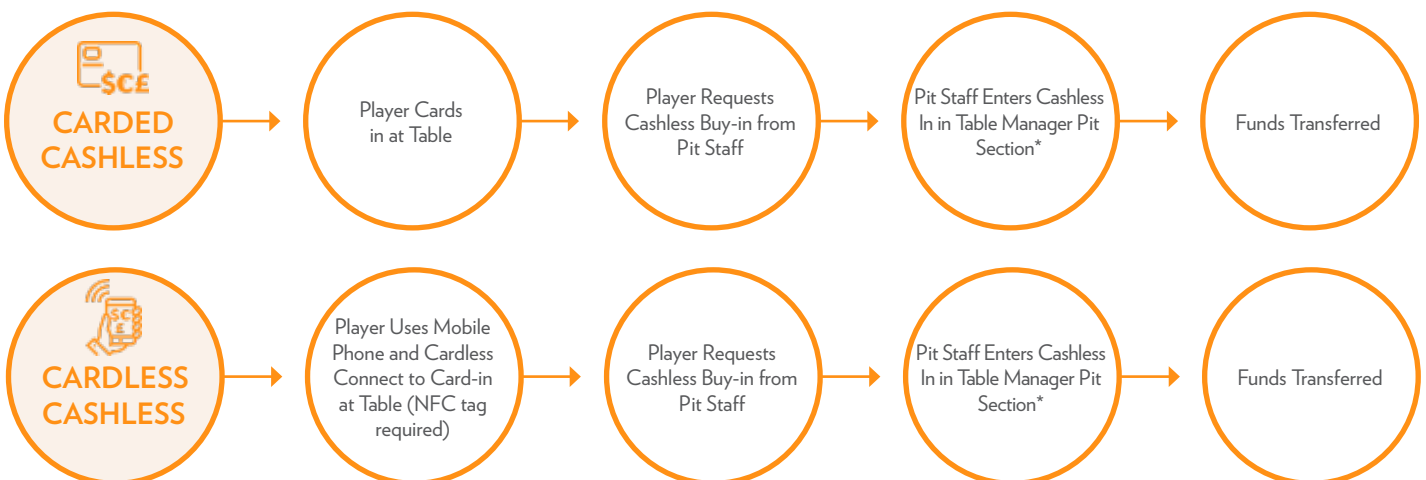 $C£
CARDED
CASHLESS
Player Cards
in at Table
Player Requests
Cashless Buy-in from
Pit Staff
Pit Staff Enters Cashless
In in Table Manager Pit
Section*
Funds Transferred
$C
£
CARDLESS
CASHLESS
Player Uses Mobile
Phone and Cardless
Connect to Card-in
at Table (NFC tag
required)
Player Requests
Cashless Buy-in from
Pit Staff
Pit Staff Enters Cashless
In in Table Manager Pit
Section*
Funds Transferred